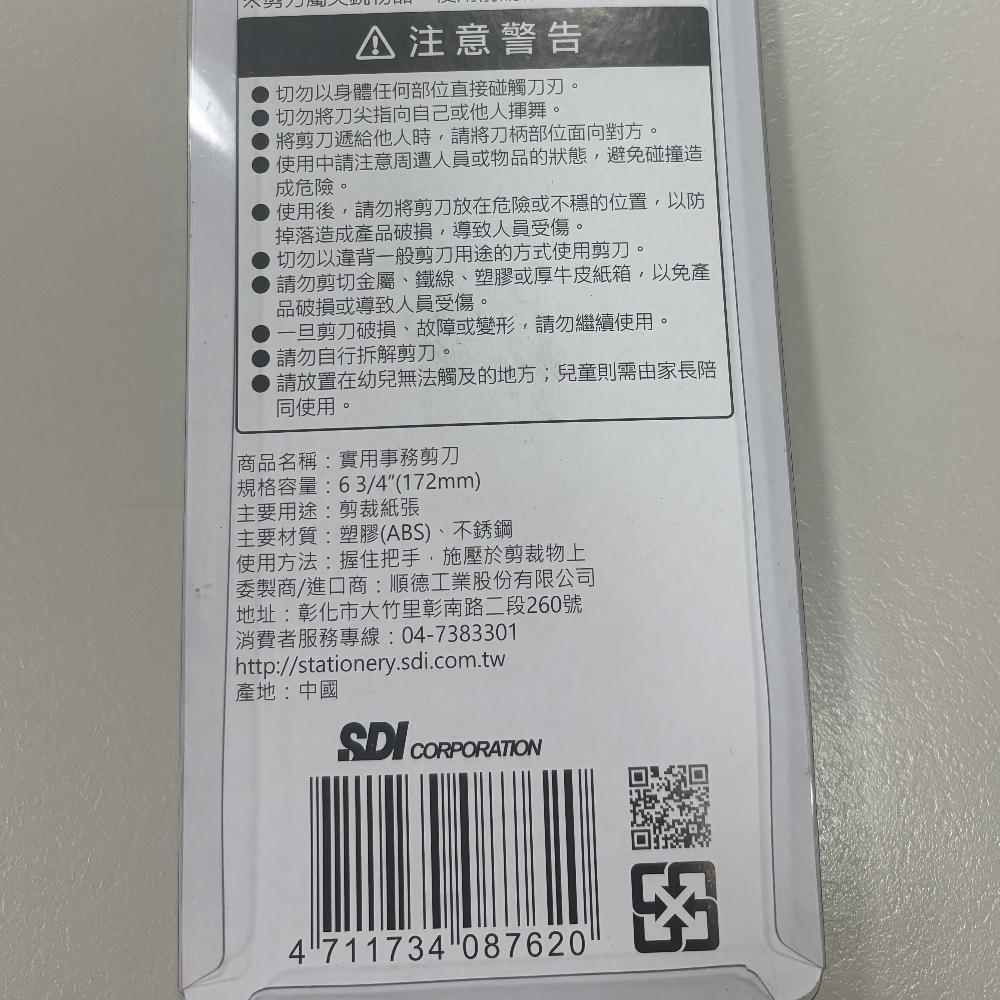 ⚠ 注意警告
● 切勿以身體任何部位直接碰觸刀刃。
● 切勿將刀尖指向自己或他人揮舞。
● 將剪刀遞給他人時，請將刀柄部位面向對方。
● 使用中請注意周遭人員或物品的狀態，避免碰撞造
成危險。
● 使用後，請勿將剪刀放在危險或不穩的位置，以防
掉落造成產品破損，導致人員受傷。
● 切勿以違背一般剪刀用途的方式使用剪刀。
● 請勿剪切金屬、鐵線、塑膠或厚牛皮紙箱，以免產
品破損或導致人員受傷。
● 一旦剪刀破損、故障或變形，請勿繼續使用。
● 請勿自行拆解剪刀。
● 請放置在幼兒無法觸及的地方；兒童則需由家長陪
同使用。
商品名稱：實用事務剪刀
規格容量：6 3/4"(172mm)
主要用途：剪裁紙張
主要材質：塑膠(ABS)、不銹鋼
使用方法：握住把手，施壓於剪裁物上
委製商/進口商：順德工業股份有限公司
地址：彰化市大竹里彰南路二段260號
消費者服務專線：04-7383301
http://stationery.sdi.com.tw
產地：中國
SDI CORPORATION
4 711734 087620